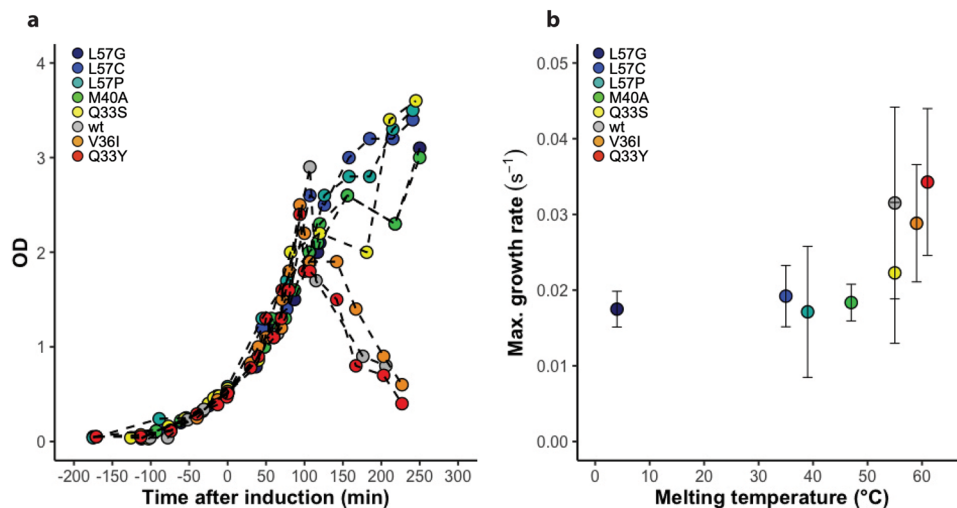 a
L57G
L57C
L57P
M40A
Q33S
wt
V36I
Q33Y
OD
4
3
2
1
0
-200 -150 -100 -50 0 50 100 150 200 250 300
Time after induction (min)
b
L57G
L57C
L57P
M40A
Q33S
wt
V36I
Q33Y
Max. growth rate (s⁻¹)
0.05
0.04
0.03
0.02
0.01
0.00
0 10 20 30 40 50 60
Melting temperature (°C)